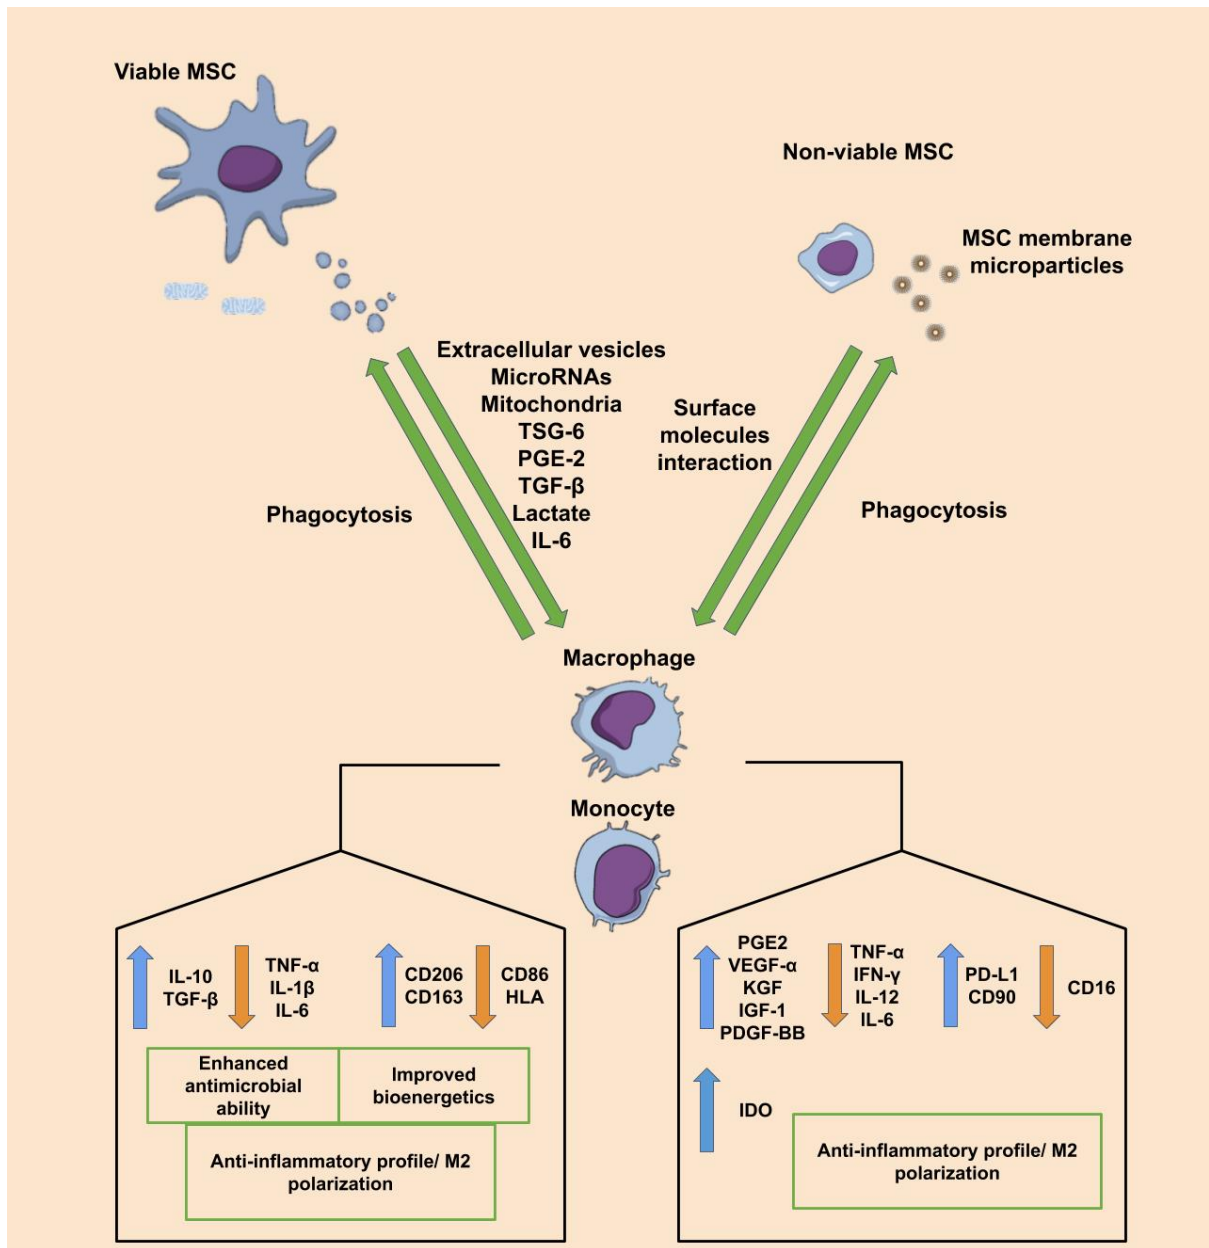 Viable MSC
Non-viable MSC
MSC membrane
microparticles
Extracellular vesicles
MicroRNAs
Mitochondria
TSG-6
PGE-2
TGF-β
Lactate
IL-6
Surface
molecules
interaction
Phagocytosis
Phagocytosis
Macrophage
Monocyte
IL-10
TGF-β
TNF-α
IL-1β
IL-6
CD206
CD163
CD86
HLA
Enhanced
antimicrobial
ability
Improved
bioenergetics
Anti-inflammatory profile/ M2
polarization
PGE2
VEGF-α
KGF
IGF-1
PDGF-BB
TNF-α
IFN-γ
IL-12
IL-6
PD-L1
CD90
CD16
IDO
Anti-inflammatory profile/ M2
polarization